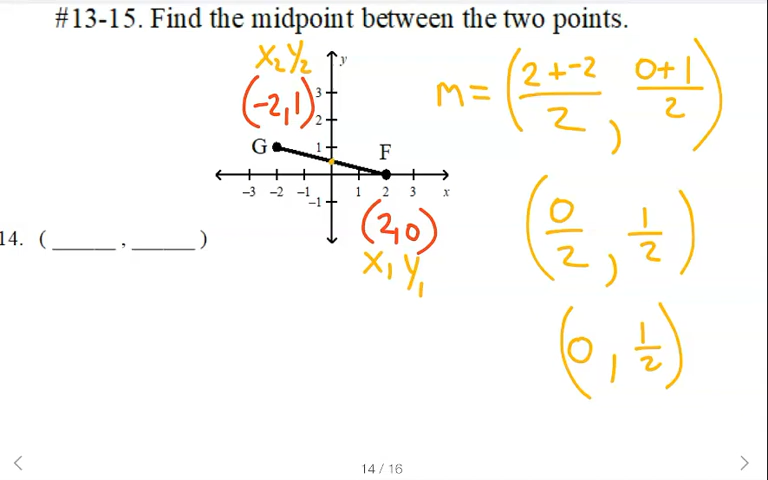 #13-15. Find the midpoint between the two points.
X₂ Y₂
(-2,1)
m = (2+-2/2, 0+1/2)
y
3
2
1
G
F
-3 -2 -1 1 2 3 x
-1
(2,0)
X₁ Y₁
(0/2, 1/2)
14. ( ______ , ______ )
(0, 1/2)
14 / 16